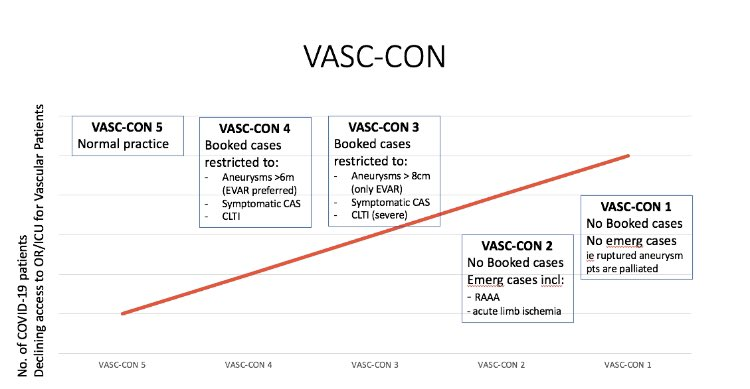 VASC-CON
No. of COVID-19 patients
Declining access to OR/ICU for Vascular Patients
VASC-CON 5
Normal practice
VASC-CON 4
Booked cases
restricted to:
- Aneurysms >6m
(EVAR preferred)
- Symptomatic CAS
- CLTI
VASC-CON 3
Booked cases
restricted to:
- Aneurysms > 8cm
(only EVAR)
- Symptomatic CAS
- CLTI (severe)
VASC-CON 2
No Booked cases
Emerg cases incl:
- RAAA
- acute limb ischemia
VASC-CON 1
No Booked cases
No emerg cases
ie ruptured aneurysm
pts are palliated
VASC-CON 5
VASC-CON 4
VASC-CON 3
VASC-CON 2
VASC-CON 1